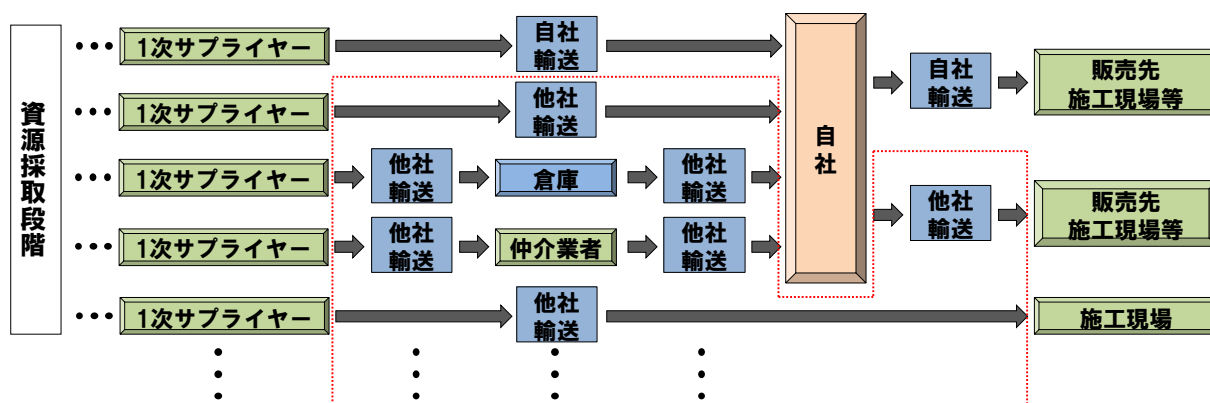 資源採取段階
・・・
1次サプライヤー
自社
輸送
・・・
1次サプライヤー
他社
輸送
・・・
1次サプライヤー
他社
輸送
倉庫
他社
輸送
・・・
1次サプライヤー
他社
輸送
仲介業者
他社
輸送
・・・
1次サプライヤー
他社
輸送
自社
自社
輸送
販売先
施工現場等
他社
輸送
販売先
施工現場等
施工現場